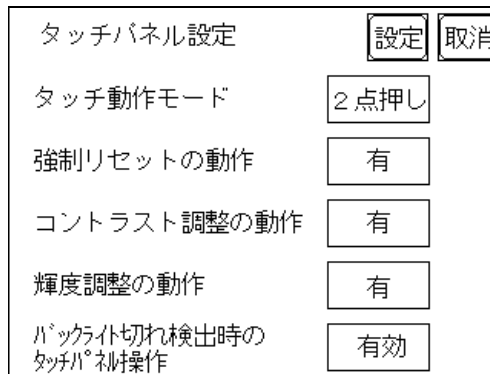 タッチパネル設定 設定 取消
タッチ動作モード 2点押し
強制リセットの動作 有
コントラスト調整の動作 有
輝度調整の動作 有
バックライト切れ検出時の
タッチパネル操作 有効